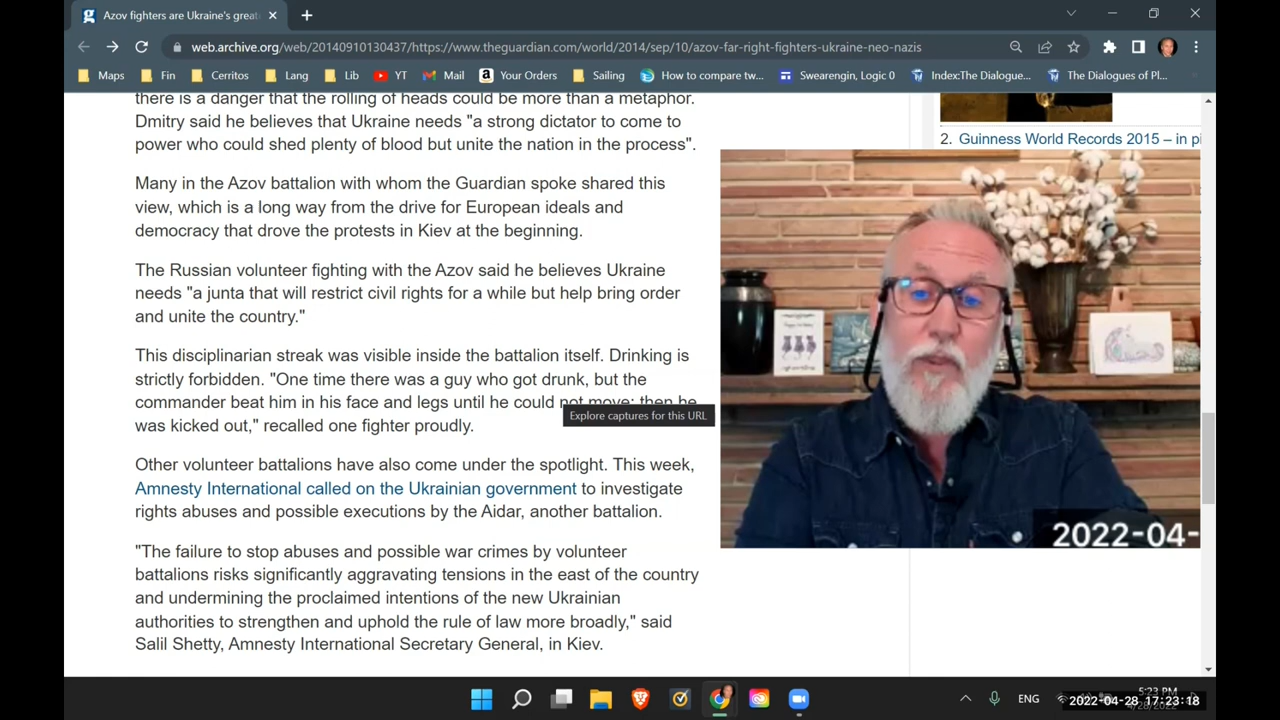 Azov fighters are Ukraine's great
web.archive.org/web/20140910130437/https://www.theguardian.com/world/2014/sep/10/azov-far-right-fighters-ukraine-neo-nazis
Maps Fin Cerritos Lang Lib YT Mail Your Orders Sailing How to compare tw... Swearengin, Logic 0 Index:The Dialogue... The Dialogues of Pl...
there is a danger that the rolling of heads could be more than a metaphor.
Dmitry said he believes that Ukraine needs "a strong dictator to come to
power who could shed plenty of blood but unite the nation in the process".
2. Guinness World Records 2015 – in pi
Many in the Azov battalion with whom the Guardian spoke shared this
view, which is a long way from the drive for European ideals and
democracy that drove the protests in Kiev at the beginning.
The Russian volunteer fighting with the Azov said he believes Ukraine
needs "a junta that will restrict civil rights for a while but help bring order
and unite the country."
This disciplinarian streak was visible inside the battalion itself. Drinking is
strictly forbidden. "One time there was a guy who got drunk, but the
commander beat him in his face and legs until he could not move; then he
Explore captures for this URL
was kicked out," recalled one fighter proudly.
Other volunteer battalions have also come under the spotlight. This week,
Amnesty International called on the Ukrainian government to investigate
rights abuses and possible executions by the Aidar, another battalion.
"The failure to stop abuses and possible war crimes by volunteer
battalions risks significantly aggravating tensions in the east of the country
and undermining the proclaimed intentions of the new Ukrainian
authorities to strengthen and uphold the rule of law more broadly," said
Salil Shetty, Amnesty International Secretary General, in Kiev.
2022-04-
ENG
5:23 PM
2022-04-28 17:23:18